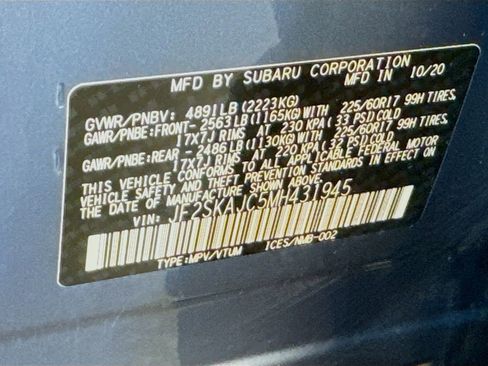 MFD BY SUBARU CORPORATION
MADE IN 10/20
GVWR/PNBV: 4891LB (2223KG)
GAWR/PNBE:FRONT-2563LB(1165KG)WITH 225/60R17 99H TIRES,
17X7J RIMS AT 230 KPA(33 PSI)COLD
GAWR/PNBE:REAR -2486LB(1130KG)WITH 225/60R17 99H TIRES,
17X7J RIMS AT 220 KPA(32 PSI)COLD
THIS VEHICLE CONFORMS TO ALL APPLICABLE FEDERAL MOTOR
VEHICLE SAFETY AND THEFT PREVENTION STANDARDS IN EFFECT ON
THE DATE OF MANUFACTURE SHOWN ABOVE.
VIN: JF2SKAJC5MH431945
TYPE:MPV/VTUM ICES/NMB-002